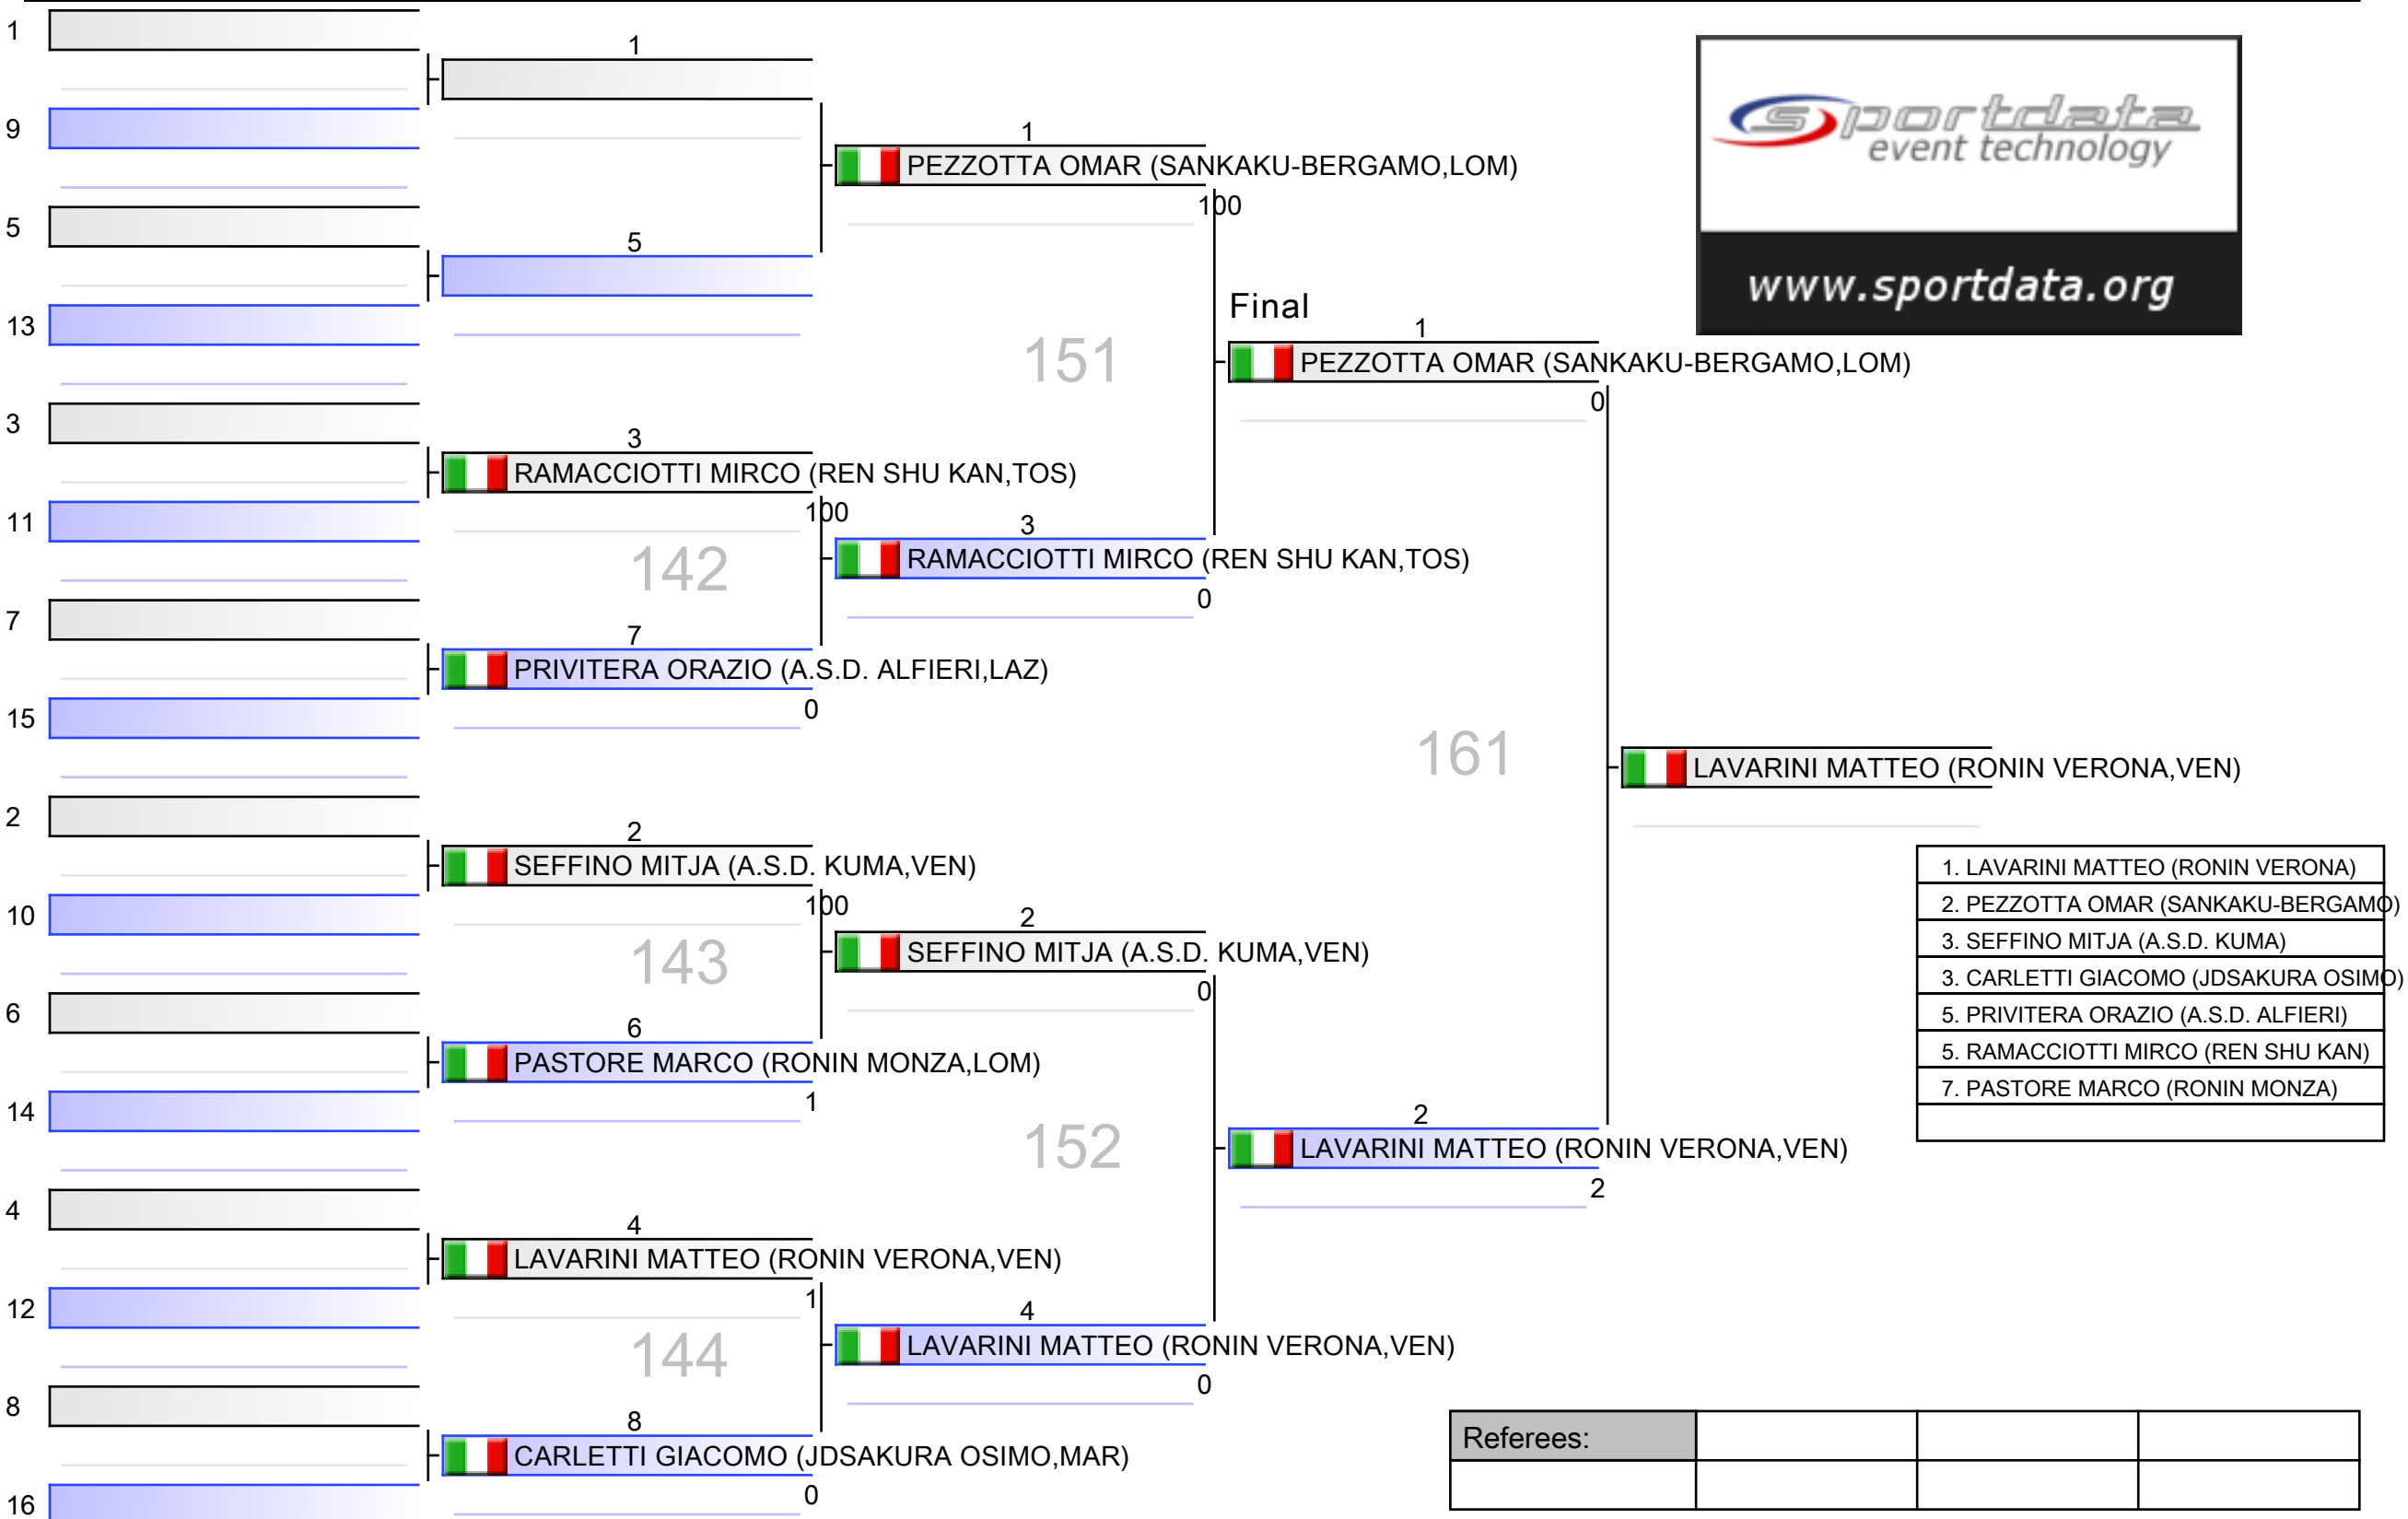 1
1
9
1
PEZZOTTA OMAR (SANKAKU-BERGAMO,LOM)
100
5
5
13
3
3
RAMACCIOTTI MIRCO (REN SHU KAN,TOS)
100
11
142
3
RAMACCIOTTI MIRCO (REN SHU KAN,TOS)
0
151
7
7
PRIVITERA ORAZIO (A.S.D. ALFIERI,LAZ)
0
15
Final
1
PEZZOTTA OMAR (SANKAKU-BERGAMO,LOM)
0
sportdata
event technology
www.sportdata.org
2
2
SEFFINO MITJA (A.S.D. KUMA,VEN)
100
10
143
2
SEFFINO MITJA (A.S.D. KUMA,VEN)
0
6
6
PASTORE MARCO (RONIN MONZA,LOM)
1
14
152
4
4
LAVARINI MATTEO (RONIN VERONA,VEN)
1
12
144
4
LAVARINI MATTEO (RONIN VERONA,VEN)
0
8
8
CARLETTI GIACOMO (JDSAKURA OSIMO,MAR)
0
16
161
2
LAVARINI MATTEO (RONIN VERONA,VEN)
2
LAVARINI MATTEO (RONIN VERONA,VEN)
1. LAVARINI MATTEO (RONIN VERONA)
2. PEZZOTTA OMAR (SANKAKU-BERGAMO)
3. SEFFINO MITJA (A.S.D. KUMA)
3. CARLETTI GIACOMO (JDSAKURA OSIMO)
5. PRIVITERA ORAZIO (A.S.D. ALFIERI)
5. RAMACCIOTTI MIRCO (REN SHU KAN)
7. PASTORE MARCO (RONIN MONZA)
Referees: